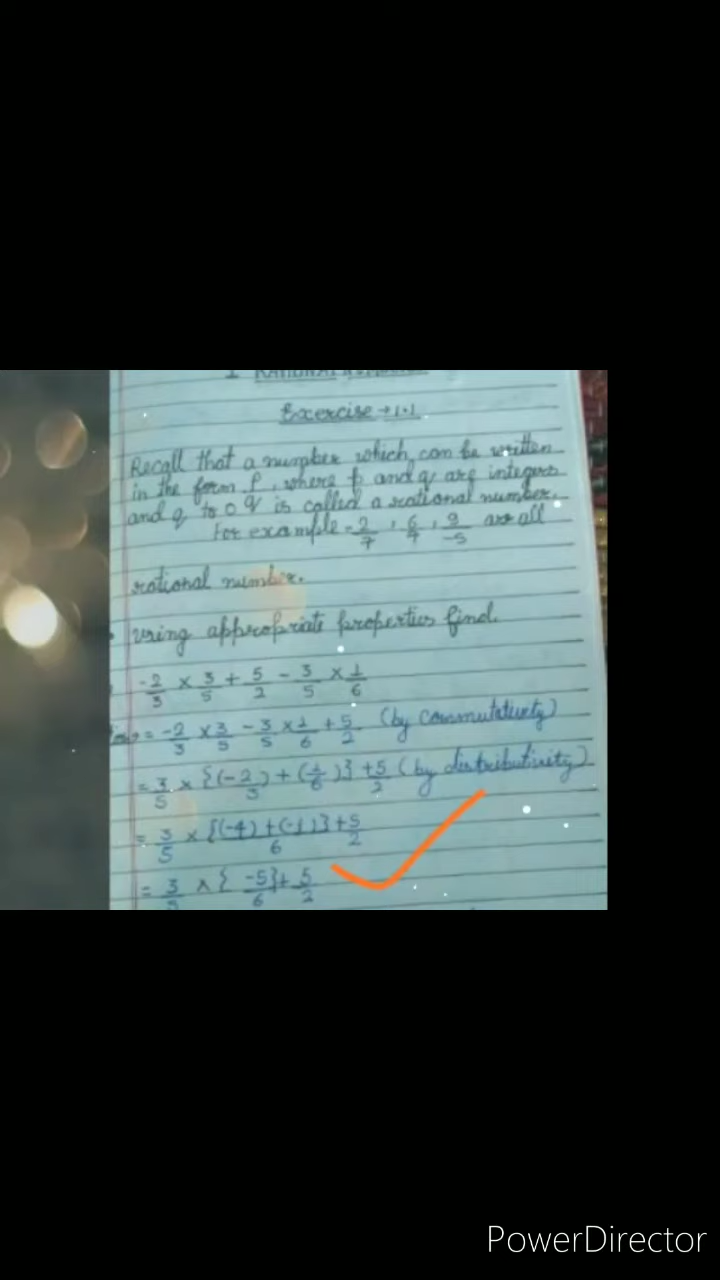 Exercise → 1.1
Recall that a number which can be written
in the form P, where p and q are integers
and q to 0 q is called a rational number.
For example - 2/7, 6/7, 9/-5 are all
rational number.
using appropriate properties find.
-2/3 × 3/5 + 5/2 - 3/5 × 1/6
= -2/3 × 3/5 - 3/5 × 1/6 + 5/2 (by commutativity)
= 3/5 × {(-2/3) + (1/6)} + 5/2 (by distributivity)
= 3/5 × {(-4) + (-1)}/6 + 5/2
= 3/5 × {-5/6} + 5/2
PowerDirector